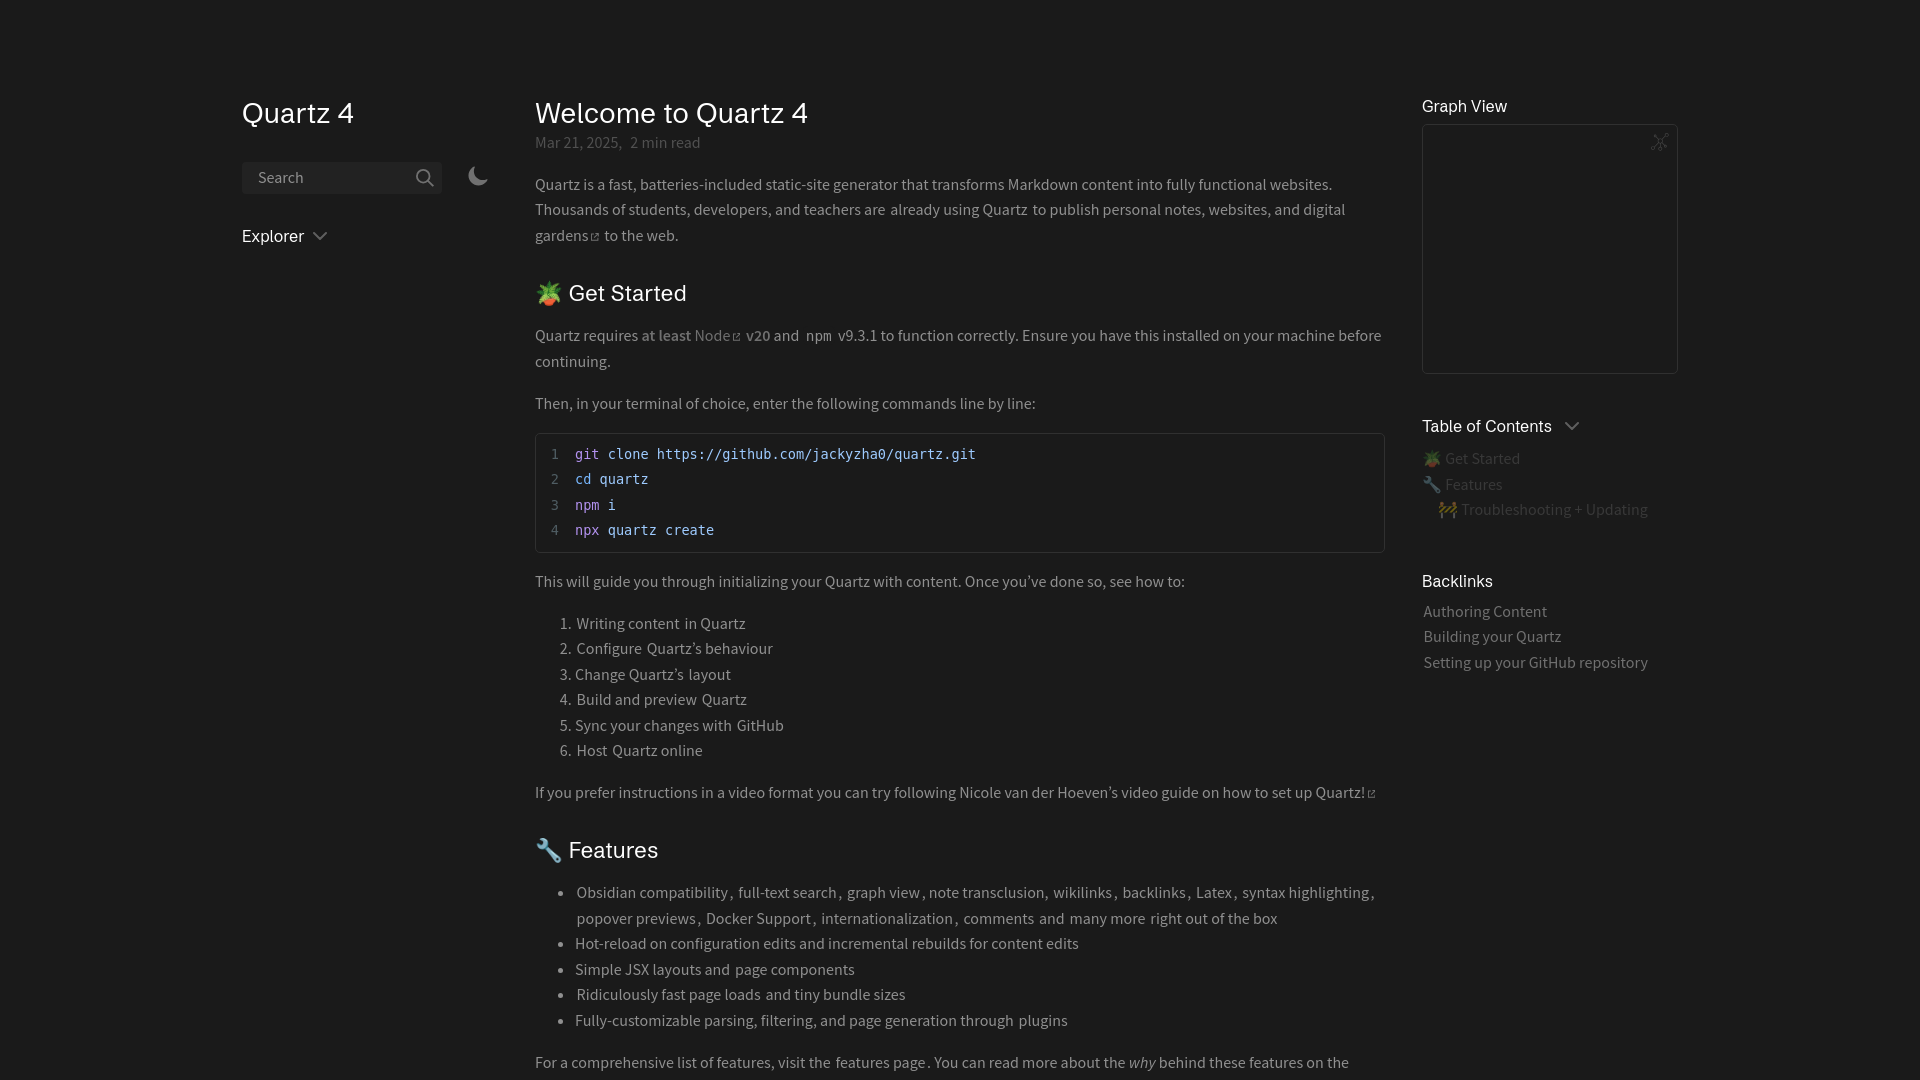 Quartz 4
Search
Explorer
Welcome to Quartz 4
Mar 21, 2025, 2 min read
Quartz is a fast, batteries-included static-site generator that transforms Markdown content into fully functional websites.
Thousands of students, developers, and teachers are already using Quartz to publish personal notes, websites, and digital
gardens to the web.
🪴 Get Started
Quartz requires at least Node v20 and npm v9.3.1 to function correctly. Ensure you have this installed on your machine before
continuing.
Then, in your terminal of choice, enter the following commands line by line:
1 git clone https://github.com/jackyzha0/quartz.git
2 cd quartz
3 npm i
4 npx quartz create
This will guide you through initializing your Quartz with content. Once you’ve done so, see how to:
1. Writing content in Quartz
2. Configure Quartz’s behaviour
3. Change Quartz’s layout
4. Build and preview Quartz
5. Sync your changes with GitHub
6. Host Quartz online
If you prefer instructions in a video format you can try following Nicole van der Hoeven’s video guide on how to set up Quartz!
🔧 Features
• Obsidian compatibility, full-text search, graph view, note transclusion, wikilinks, backlinks, Latex, syntax highlighting,
popover previews, Docker Support, internationalization, comments and many more right out of the box
• Hot-reload on configuration edits and incremental rebuilds for content edits
• Simple JSX layouts and page components
• Ridiculously fast page loads and tiny bundle sizes
• Fully-customizable parsing, filtering, and page generation through plugins
For a comprehensive list of features, visit the features page. You can read more about the why behind these features on the
Graph View
Table of Contents
🪴 Get Started
🔧 Features
🚧 Troubleshooting + Updating
Backlinks
Authoring Content
Building your Quartz
Setting up your GitHub repository